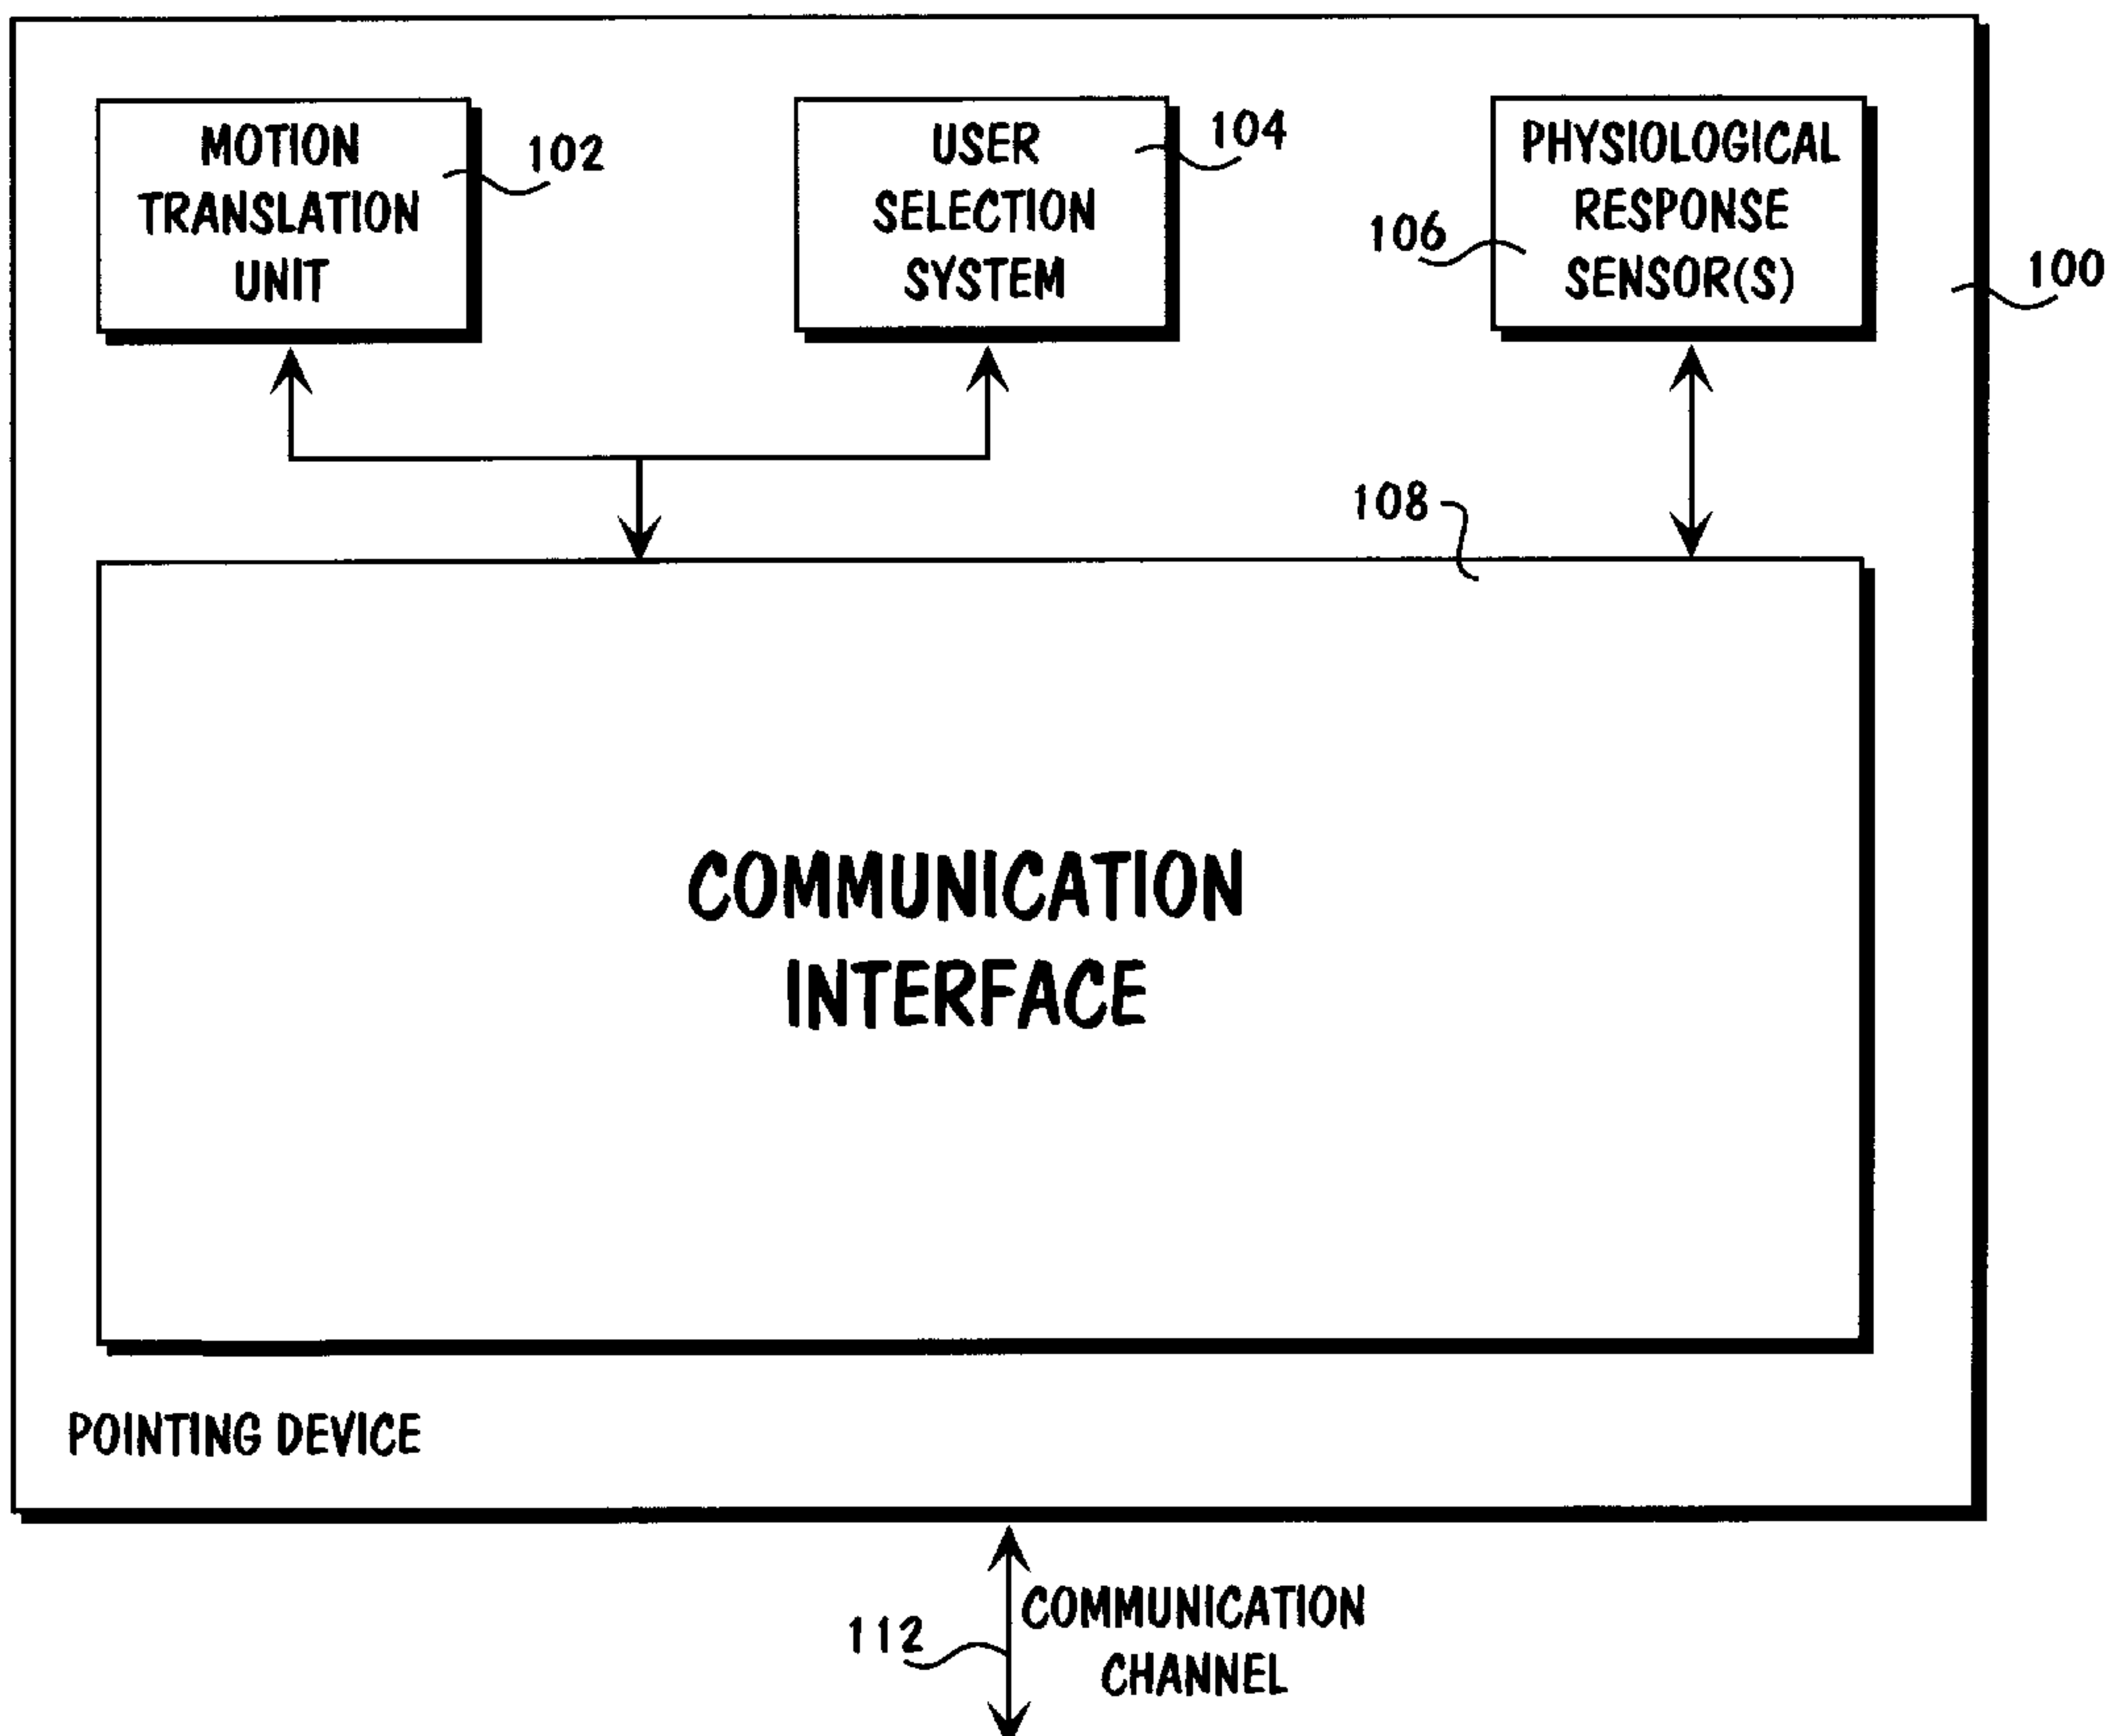 MOTION
TRANSLATION
UNIT
102
USER
SELECTION
SYSTEM
104
PHYSIOLOGICAL
RESPONSE
SENSOR(S)
106
100
108
COMMUNICATION
INTERFACE
POINTING DEVICE
112
COMMUNICATION
CHANNEL